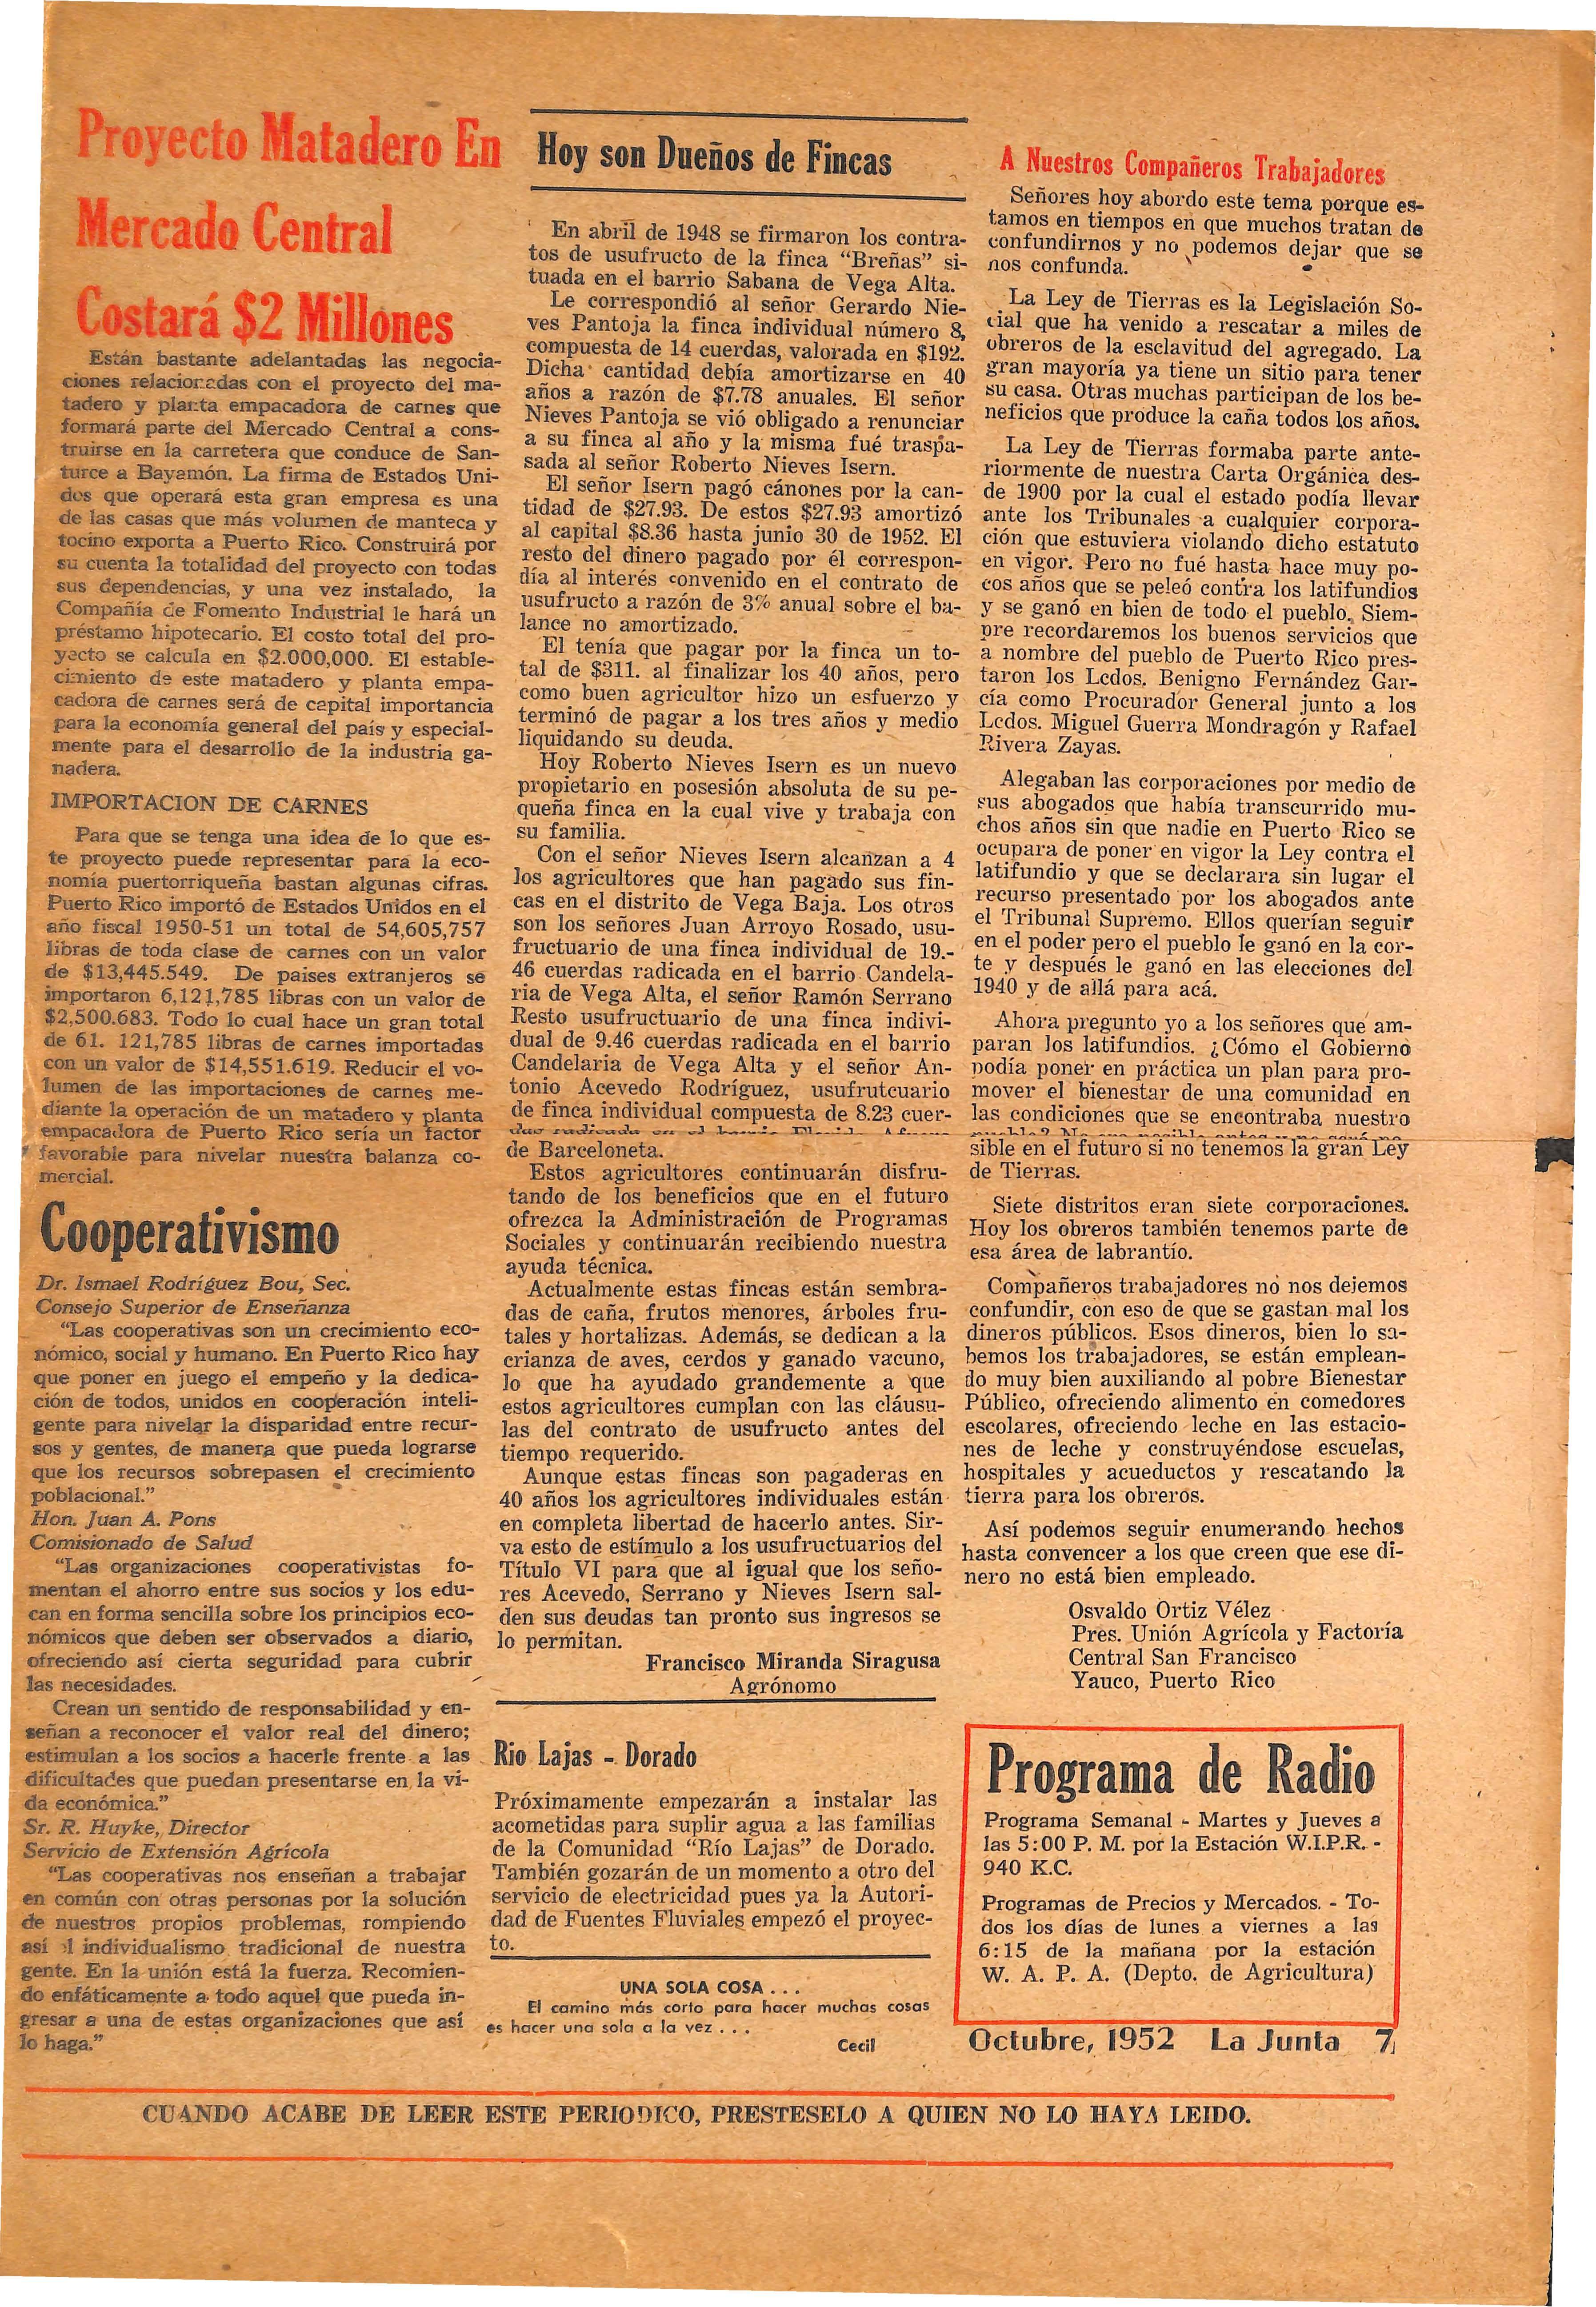 Proyecto Matadero En
Mercado Central
Costará $2 Millones
Están bastante adelantadas las negocia-
ciones relacionadas con el proyecto del ma-
tadero y planta empacadora de carnes que
formará parte del Mercado Central a cons-
truirse en la carretera que conduce de San-
turce a Bayamón. La firma de Estados Uni-
dos que operará esta gran empresa es una
de las casas que más volumen de manteca y
tocino exporta a Puerto Rico. Construirá por
su cuenta la totalidad del proyecto con todas
sus dependencias, y una vez instalado, la
Compañía de Fomento Industrial le hará un
préstamo hipotecario. El costo total del pro-
yecto se calcula en $2.000,000. El estable-
cimiento de este matadero y planta empa-
cadora de carnes será de capital importancia
para la economía general del país y especial-
mente para el desarrollo de la industria ga-
nadera.
IMPORTACION DE CARNES
Para que se tenga una idea de lo que es-
te proyecto puede representar para la eco-
nomía puertorriqueña bastan algunas cifras.
Puerto Rico importó de Estados Unidos en el
año fiscal 1950-51 un total de 54,605,757
libras de toda clase de carnes con un valor
de $13,445.549. De paises extranjeros se
importaron 6,121,785 libras con un valor de
$2,500.683. Todo lo cual hace un gran total
de 61. 121,785 libras de carnes importadas
con un valor de $14,551.619. Reducir el vo-
lumen de las importaciones de carnes me-
diante la operación de un matadero y planta
empacadora de Puerto Rico sería un factor
favorable para nivelar nuestra balanza co-
mercial.
Cooperativismo
Dr. Ismael Rodríguez Bou, Sec.
Consejo Superior de Enseñanza
"Las cooperativas son un crecimiento eco-
nómico, social y humano. En Puerto Rico hay
que poner en juego el empeño y la dedica-
ción de todos, unidos en cooperación inteli-
gente para nivelar la disparidad entre recur-
sos y gentes, de manera que pueda lograrse
que los recursos sobrepasen el crecimiento
poblacional."
Hon. Juan A. Pons
Comisionado de Salud
"Las organizaciones cooperativistas fo-
mentan el ahorro entre sus socios y los edu-
can en forma sencilla sobre los principios eco-
nómicos que deben ser observados a diario,
ofreciendo así cierta seguridad para cubrir
las necesidades.
Crean un sentido de responsabilidad y en-
señan a reconocer el valor real del dinero;
estimulan a los socios a hacerle frente a las
dificultades que puedan presentarse en la vi-
da económica."
Sr. R. Huyke, Director
Servicio de Extensión Agrícola
"Las cooperativas nos enseñan a trabajar
en común con otras personas por la solución
de nuestros propios problemas, rompiendo
así el individualismo tradicional de nuestra
gente. En la unión está la fuerza. Recomien-
do enfáticamente a todo aquel que pueda in-
gresar a una de estas organizaciones que así
lo haga."
Hoy son Dueños de Fincas
En abril de 1948 se firmaron los contra-
tos de usufructo de la finca "Breñas" si-
tuada en el barrio Sabana de Vega Alta.
Le correspondió al señor Gerardo Nie-
ves Pantoja la finca individual número 8,
compuesta de 14 cuerdas, valorada en $192.
Dicha cantidad debía amortizarse en 40
años a razón de $7.78 anuales. El señor
Nieves Pantoja se vió obligado a renunciar
a su finca al año y la misma fué traspa-
sada al señor Roberto Nieves Isern.
El señor Isern pagó cánones por la can-
tidad de $27.93. De estos $27.93 amortizó
al capital $8.36 hasta junio 30 de 1952. El
resto del dinero pagado por él correspon-
día al interés convenido en el contrato de
usufructo a razón de 3% anual sobre el ba-
lance no amortizado.
El tenía que pagar por la finca un to-
tal de $311. al finalizar los 40 años, pero
como buen agricultor hizo un esfuerzo y
terminó de pagar a los tres años y medio
liquidando su deuda.
Hoy Roberto Nieves Isern es un nuevo
propietario en posesión absoluta de su pe-
queña finca en la cual vive y trabaja con
su familia.
Con el señor Nieves Isern alcanzan a 4
los agricultores que han pagado sus fin-
cas en el distrito de Vega Baja. Los otros
son los señores Juan Arroyo Rosado, usu-
fructuario de una finca individual de 19.-
46 cuerdas radicada en el barrio Candela-
ria de Vega Alta, el señor Ramón Serrano
Resto usufructuario de una finca indivi-
dual de 9.46 cuerdas radicada en el barrio
Candelaria de Vega Alta y el señor An-
tonio Acevedo Rodríguez, usufrutcuario
de finca individual compuesta de 8.23 cuer-
das radicada en el barrio
de Barceloneta.
Estos agricultores continuarán disfru-
tando de los beneficios que en el futuro
ofrezca la Administración de Programas
Sociales y continuarán recibiendo nuestra
ayuda técnica.
Actualmente estas fincas están sembra-
das de caña, frutos menores, árboles fru-
tales y hortalizas. Además, se dedican a la
crianza de aves, cerdos y ganado vacuno,
lo que ha ayudado grandemente a que
estos agricultores cumplan con las cláusu-
las del contrato de usufructo antes del
tiempo requerido.
Aunque estas fincas son pagaderas en
40 años los agricultores individuales están
en completa libertad de hacerlo antes. Sir-
va esto de estímulo a los usufructuarios del
Título VI para que al igual que los seño-
res Acevedo, Serrano y Nieves Isern sal-
den sus deudas tan pronto sus ingresos se
lo permitan.
Francisco Miranda Siragusa
Agrónomo
Rio Lajas - Dorado
Próximamente empezarán a instalar las
acometidas para suplir agua a las familias
de la Comunidad "Río Lajas" de Dorado.
También gozarán de un momento a otro del
servicio de electricidad pues ya la Autori-
dad de Fuentes Fluviales empezó el proyec-
to.
UNA SOLA COSA . . .
El camino más corto para hacer muchas cosas
es hacer una sola a la vez . . .
Cecil
A Nuestros Compañeros Trabajadores
Señores hoy abordo este tema porque es-
tamos en tiempos en que muchos tratan de
confundirnos y no podemos dejar que se
nos confunda.
La Ley de Tierras es la Legislación So-
cial que ha venido a rescatar a miles de
obreros de la esclavitud del agregado. La
gran mayoría ya tiene un sitio para tener
su casa. Otras muchas participan de los be-
neficios que produce la caña todos los años.
La Ley de Tierras formaba parte ante-
riormente de nuestra Carta Orgánica des-
de 1900 por la cual el estado podía llevar
ante los Tribunales a cualquier corpora-
ción que estuviera violando dicho estatuto
en vigor. Pero no fué hasta hace muy po-
cos años que se peleó contra los latifundios
y se ganó en bien de todo el pueblo. Siem-
pre recordaremos los buenos servicios que
a nombre del pueblo de Puerto Rico pres-
taron los Lcdos. Benigno Fernández Gar-
cía como Procurador General junto a los
Lcdos. Miguel Guerra Mondragón y Rafael
Rivera Zayas.
Alegaban las corporaciones por medio de
sus abogados que había transcurrido mu-
chos años sin que nadie en Puerto Rico se
ocupara de poner en vigor la Ley contra el
latifundio y que se declarara sin lugar el
recurso presentado por los abogados ante
el Tribunal Supremo. Ellos querían seguir
en el poder pero el pueblo le ganó en la cor-
te y después le ganó en las elecciones del
1940 y de allá para acá.
Ahora pregunto yo a los señores que am-
paran los latifundios. ¿Cómo el Gobierno
podía poner en práctica un plan para pro-
mover el bienestar de una comunidad en
las condiciones que se encontraba nuestro
pueblo? No
sible en el futuro si no tenemos la gran Ley
de Tierras.
Siete distritos eran siete corporaciones.
Hoy los obreros también tenemos parte de
esa área de labrantío.
Compañeros trabajadores no nos dejemos
confundir, con eso de que se gastan mal los
dineros públicos. Esos dineros, bien lo sa-
bemos los trabajadores, se están emplean-
do muy bien auxiliando al pobre Bienestar
Público, ofreciendo alimento en comedores
escolares, ofreciendo leche en las estacio-
nes de leche y construyéndose escuelas,
hospitales y acueductos y rescatando la
tierra para los obreros.
Así podemos seguir enumerando hechos
hasta convencer a los que creen que ese di-
nero no está bien empleado.
Osvaldo Ortiz Vélez
Pres. Unión Agrícola y Factoría
Central San Francisco
Yauco, Puerto Rico
Programa de Radio
Programa Semanal - Martes y Jueves a
las 5:00 P. M. por la Estación W.I.P.R. -
940 K.C.
Programas de Precios y Mercados. - To-
dos los días de lunes a viernes a las
6:15 de la mañana por la estación
W. A. P. A. (Depto. de Agricultura)
Octubre, 1952 La Junta 7
CUANDO ACABE DE LEER ESTE PERIODICO, PRESTESELO A QUIEN NO LO HAYA LEIDO.